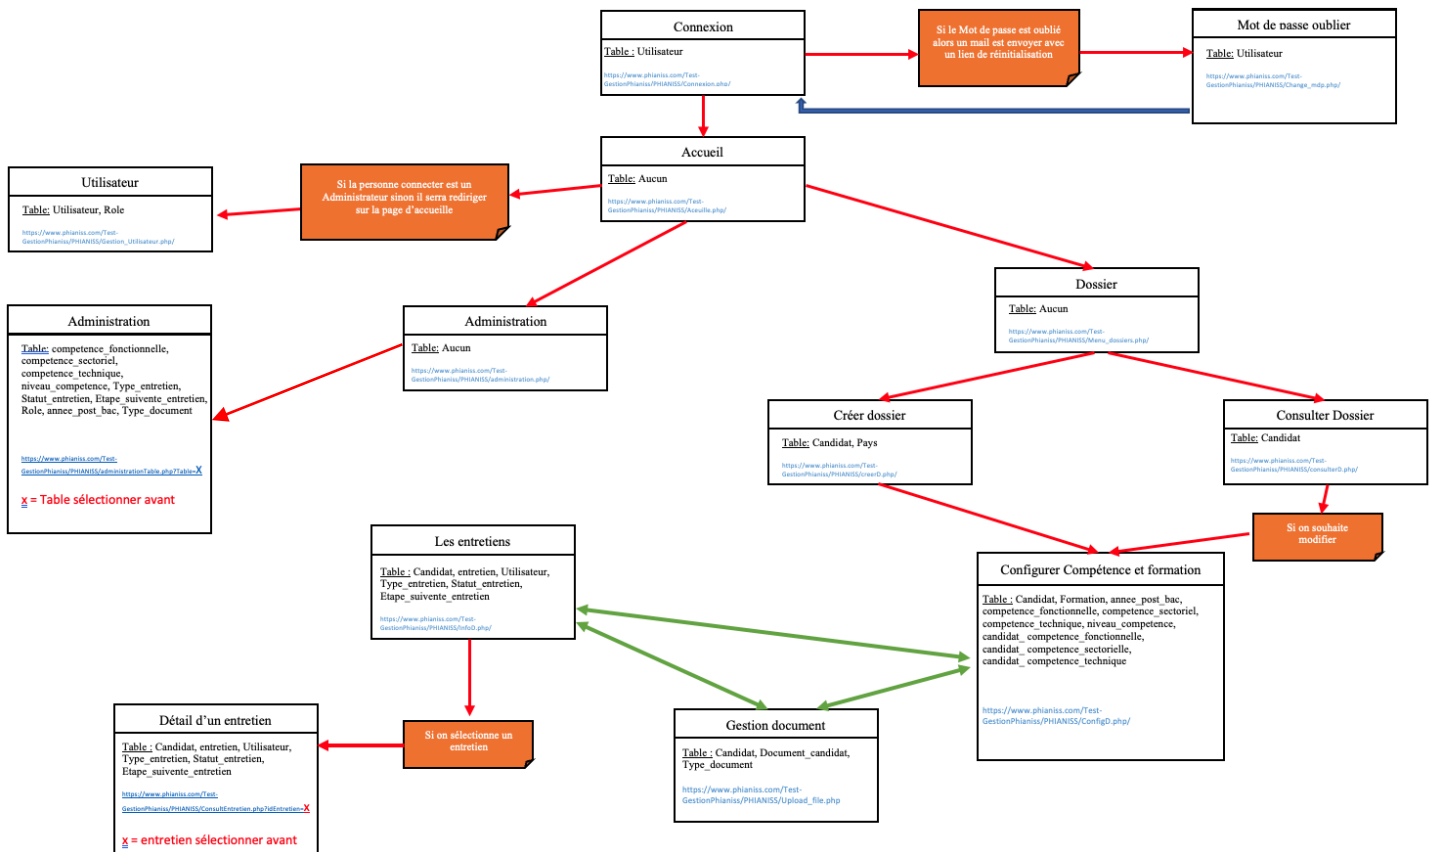 Connexion
Table : Utilisateur
https://www.phianiss.com/Test-
GestionPhianiss/PHIANISS/Connexion.php/
Si le Mot de passe est oublié
alors un mail est envoyer avec
un lien de réinitialisation
Mot de passe oublier
Table: Utilisateur
https://www.phianiss.com/Test-
GestionPhianiss/PHIANISS/Change_mdp.php/
Accueil
Table: Aucun
https://www.phianiss.com/Test-
GestionPhianiss/PHIANISS/Aceuille.php/
Utilisateur
Table: Utilisateur, Role
https://www.phianiss.com/Test-
GestionPhianiss/PHIANISS/Gestion_Utilisateur.php/
Si la personne connecter est un
Administrateur sinon il serra rediriger
sur la page d'accueille
Dossier
Table: Aucun
https://www.phianiss.com/Test-
GestionPhianiss/PHIANISS/Menu_dossiers.php/
Administration
Table: competence_fonctionnelle,
competence_sectoriel,
competence_technique,
niveau_competence, Type_entretien,
Statut_entretien, Etape_suivente_entretien,
Role, annee_post_bac, Type_document
https://www.phianiss.com/Test-
GestionPhianiss/PHIANISS/administrationTable.php?Table=X
x = Table sélectionner avant
Administration
Table: Aucun
https://www.phianiss.com/Test-
GestionPhianiss/PHIANISS/administration.php/
Créer dossier
Table: Candidat, Pays
https://www.phianiss.com/Test-
GestionPhianiss/PHIANISS/creerD.php/
Consulter Dossier
Table: Candidat
https://www.phianiss.com/Test-
GestionPhianiss/PHIANISS/consulterD.php/
Si on souhaite
modifier
Les entretiens
Table : Candidat, entretien, Utilisateur,
Type_entretien, Statut_entretien,
Etape_suivente_entretien
https://www.phianiss.com/Test-
GestionPhianiss/PHIANISS/InfoD.php/
Configurer Compétence et formation
Table : Candidat, Formation, annee_post_bac,
competence_fonctionnelle, competence_sectoriel,
competence_technique, niveau_competence,
candidat_ competence_fonctionnelle,
candidat_ competence_sectorielle,
candidat_ competence_technique
https://www.phianiss.com/Test-
GestionPhianiss/PHIANISS/ConfigD.php/
Détail d'un entretien
Table : Candidat, entretien, Utilisateur,
Type_entretien, Statut_entretien,
Etape_suivente_entretien
https://www.phianiss.com/Test-
GestionPhianiss/PHIANISS/ConsultEntretien.php?idEntretien=X
x = entretien sélectionner avant
Si on sélectionne un
entretien
Gestion document
Table : Candidat, Document_candidat,
Type_document
https://www.phianiss.com/Test-
GestionPhianiss/PHIANISS/Upload_file.php